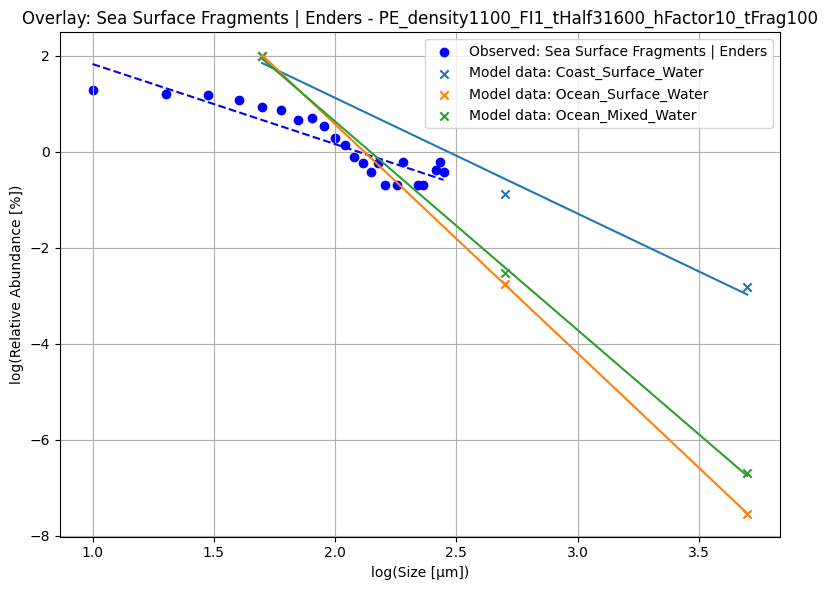 Overlay: Sea Surface Fragments | Enders - PE_density1100_FI1_tHalf31600_hFactor10_tFrag100
Observed: Sea Surface Fragments | Enders
Model data: Coast_Surface_Water
Model data: Ocean_Surface_Water
Model data: Ocean_Mixed_Water
log(Relative Abundance [%])
2
0
−2
−4
−6
−8
1.0 1.5 2.0 2.5 3.0 3.5
log(Size [µm])